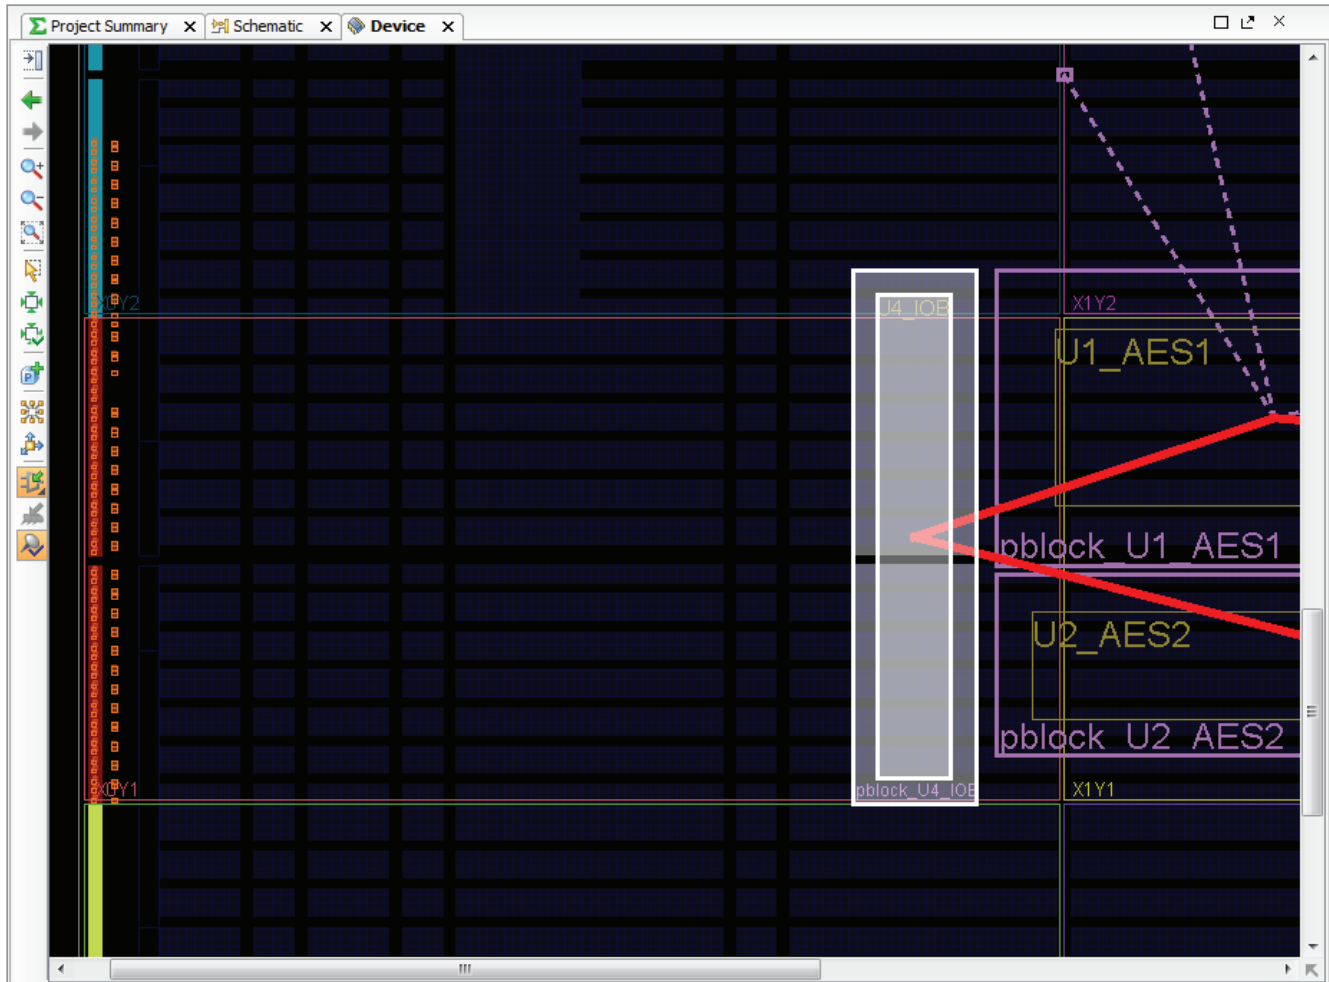 Project Summary
Schematic
Device
X0Y2
U4_IOB
X1Y2
U1_AES1
pblock_U1_AES1
U2_AES2
pblock_U2_AES2
X0Y1
pblock_U4_IOB
X1Y1